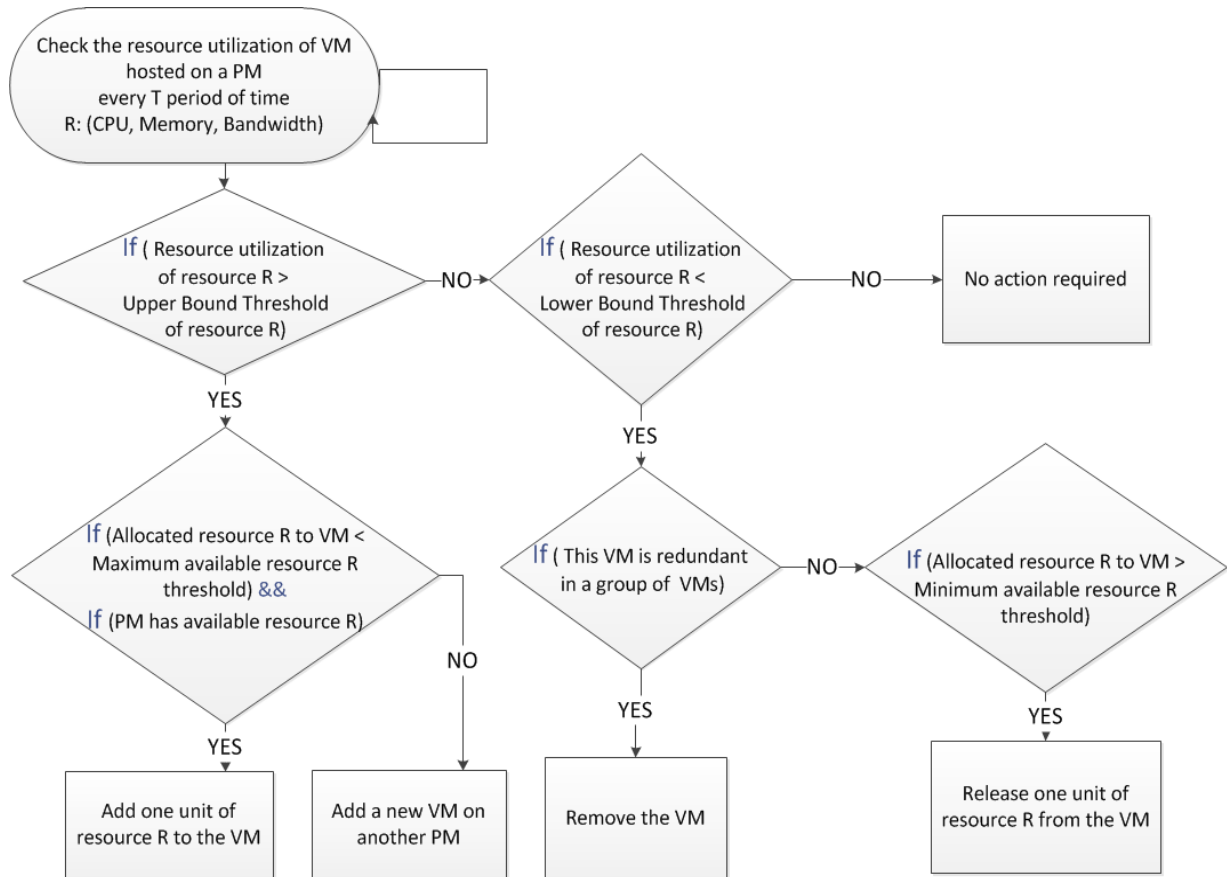 Check the resource utilization of VM
hosted on a PM
every T period of time
R: (CPU, Memory, Bandwidth)
If ( Resource utilization
of resource R >
Upper Bound Threshold
of resource R)
NO
If ( Resource utilization
of resource R <
Lower Bound Threshold
of resource R)
NO
No action required
YES
YES
If (Allocated resource R to VM <
Maximum available resource R
threshold) &&
If (PM has available resource R)
NO
If ( This VM is redundant
in a group of VMs)
NO
If (Allocated resource R to VM >
Minimum available resource R
threshold)
YES
YES
YES
Add one unit of
resource R to the VM
Add a new VM on
another PM
Remove the VM
Release one unit of
resource R from the VM